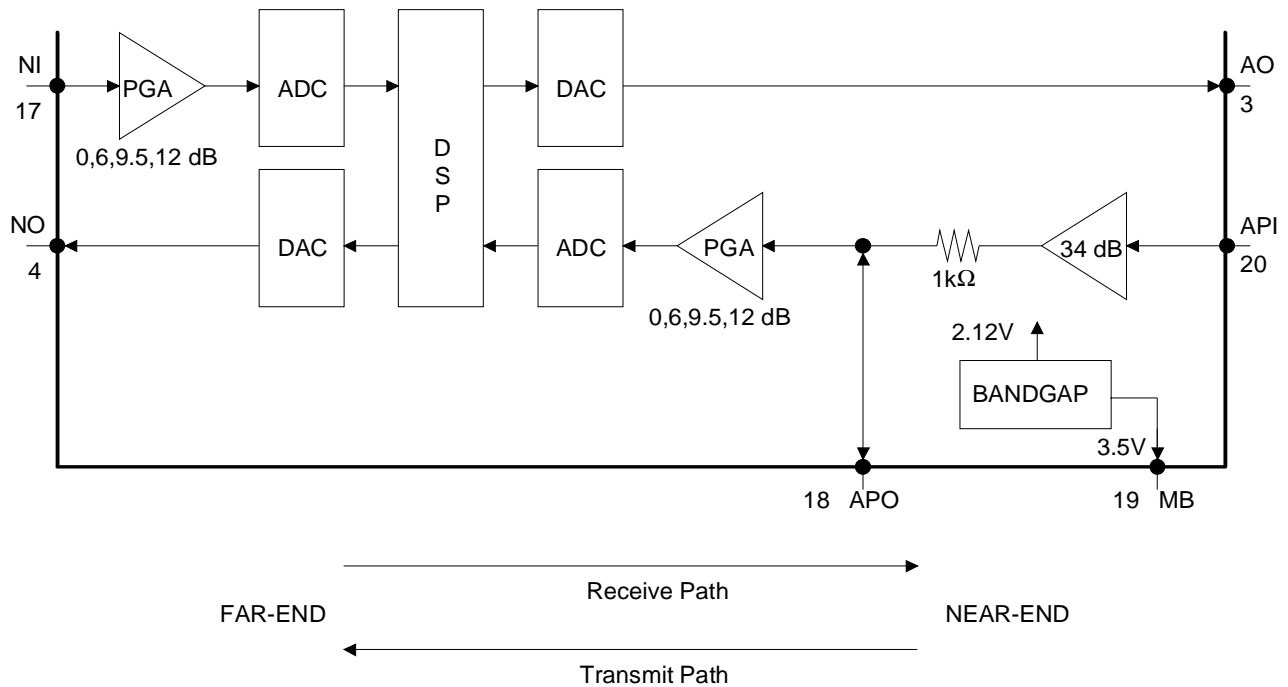 NI
17
PGA
0,6,9.5,12 dB
ADC
D
S
P
DAC
AO
3
NO
4
DAC
ADC
PGA
0,6,9.5,12 dB
1kΩ
34 dB
API
20
2.12V
BANDGAP
3.5V
18 APO
19 MB
Receive Path
FAR-END
NEAR-END
Transmit Path